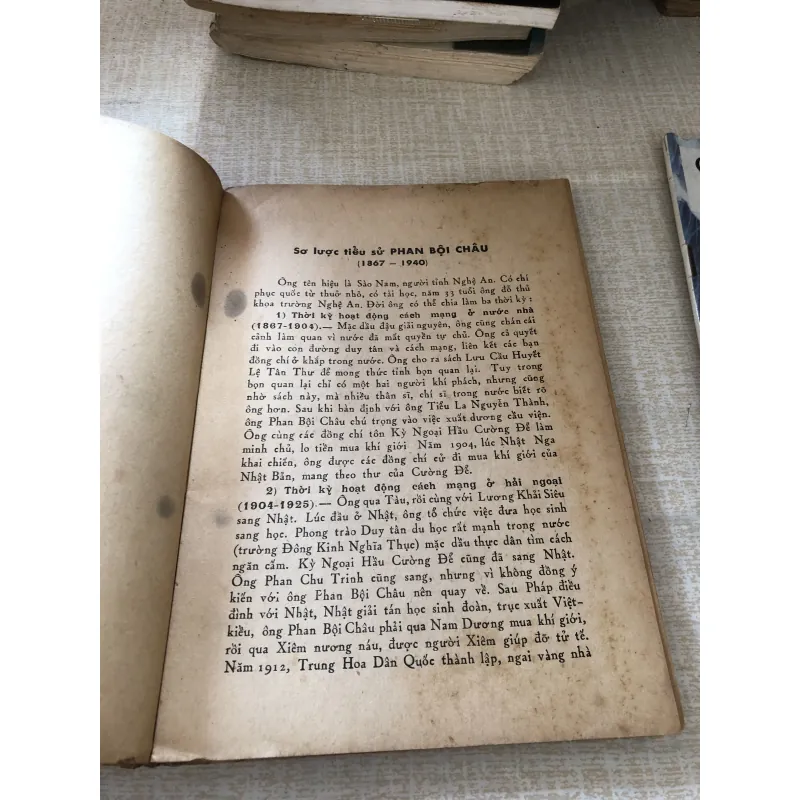 Sơ lược tiểu sử PHAN BỘI CHÂU
(1867 — 1940)
Ông tên hiệu là Sào Nam, người tỉnh Nghệ An. Có chí
phục quốc từ thuở nhỏ, có tài học, năm 33 tuổi ông đỗ thủ
khoa trường Nghệ An. Đời ông có thể chia làm ba thời kỳ :
1) Thời kỳ hoạt động cách mạng ở nước nhà
(1867-1904).— Mặc dầu đậu giải nguyên, ông cũng chán cái
cảnh làm quan vì nước đã mất quyền tự chủ. Ông cả quyết
đi vào con đường duy tân và cách mạng, liên kết các bạn
đồng chí ở khắp trong nước. Ông cho ra sách Lưu Cầu Huyết
Lệ Tân Thư để mong thức tỉnh bọn quan lại. Tuy trong
bọn quan lại chỉ có một hai người khí phách, nhưng cũng
nhờ sách này, mà nhiều thân sĩ, chí sĩ trong nước biết rõ
ông hơn. Sau khi bàn định với ông Tiểu La Nguyên Thành,
ông Phan Bội Châu chú trọng vào việc xuất dương cầu viện.
Ông cùng các đồng chí tôn Kỳ Ngoại Hầu Cường Để làm
minh chủ, lo tiền mua khí giới Năm 1904, lúc Nhật Nga
khai chiến, ông được các đồng chí cử đi mua khí giới của
Nhật Bản, mang theo thư của Cường Để.
2) Thời kỳ hoạt động cách mạng ở hải ngoại
(1904-1925).— Ông qua Tàu, rồi cùng với Lương Khải Siêu
sang Nhật. Lúc đầu ở Nhật, ông tổ chức việc đưa học sinh
sang học. Phong trào Duy tân du học rất mạnh trong nước
(trường Đông Kinh Nghĩa Thục) mặc dầu thực dân tìm cách
ngăn cấm. Kỳ Ngoại Hầu Cường Để cũng đã sang Nhật.
Ông Phan Chu Trinh cũng sang, nhưng vì không đồng ý
kiến với ông Phan Bội Châu nên quay về. Sau Pháp điều
đình với Nhật, Nhật giải tán học sinh đoàn, trục xuất Việt-
kiều, ông Phan Bội Châu phải qua Nam Dương mua khí giới,
rồi qua Xiêm nương náu, được người Xiêm giúp đỡ tử tế.
Năm 1912, Trung Hoa Dân Quốc thành lập, ngai vàng nhà